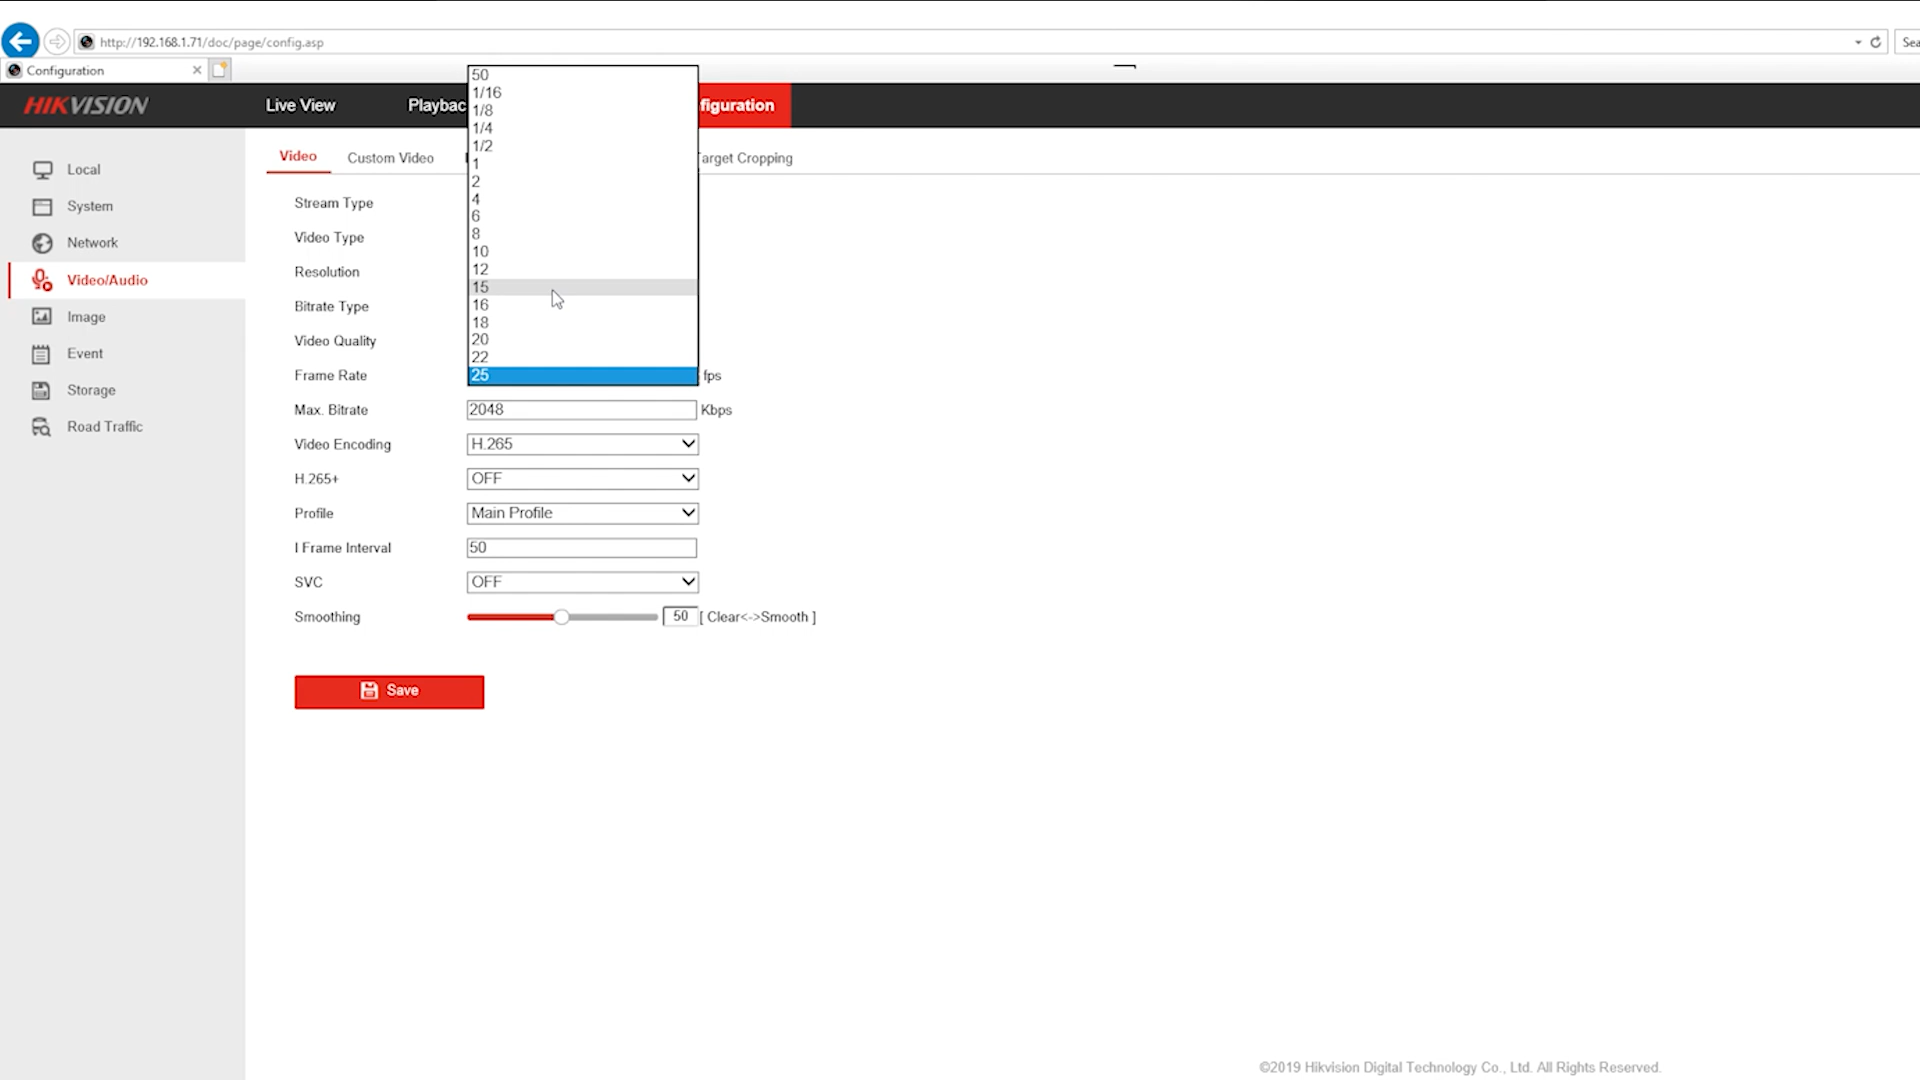 http://192.168.1.71/doc/page/config.asp
Sea
Configuration
HIKVISION
Live View
Playbac
figuration
Local
System
Network
Video/Audio
Image
Event
Storage
Road Traffic
Video
Custom Video
arget Cropping
Stream Type
Video Type
Resolution
Bitrate Type
Video Quality
50
1/16
1/8
1/4
1/2
1
2
4
6
8
10
12
15
16
18
20
22
Frame Rate 25 fps
Max. Bitrate 2048 Kbps
Video Encoding H.265
H.265+ OFF
Profile Main Profile
I Frame Interval 50
SVC OFF
Smoothing 50 [ Clear<->Smooth ]
Save
©2019 Hikvision Digital Technology Co., Ltd. All Rights Reserved.